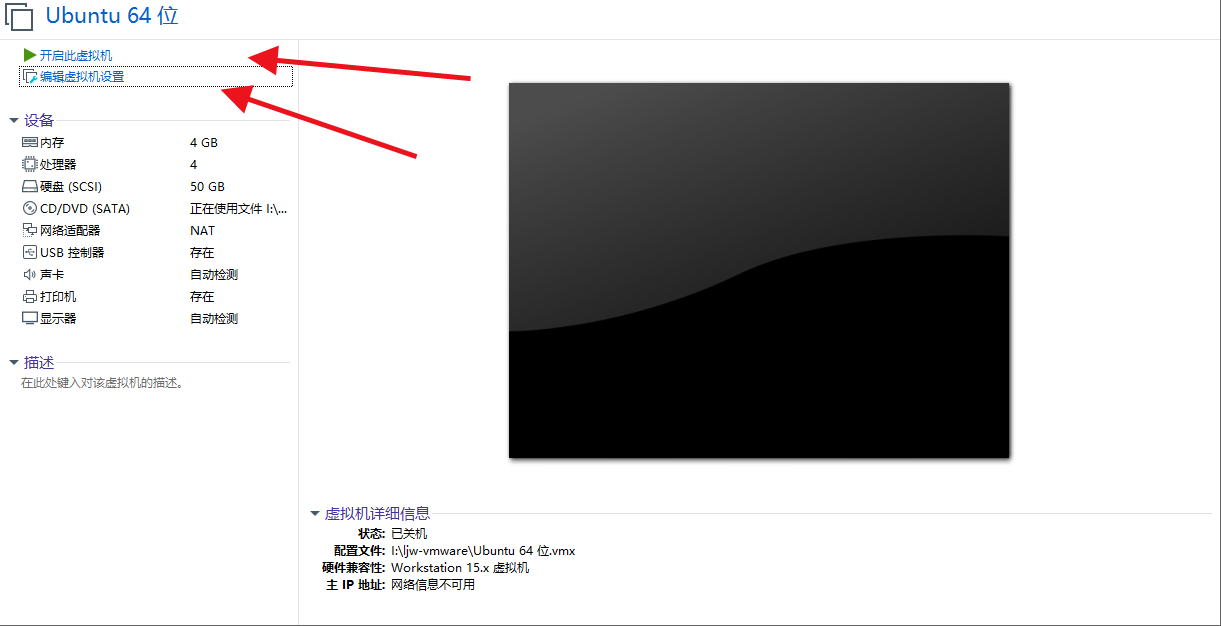 Ubuntu 64 位
开启此虚拟机
编辑虚拟机设置
设备
内存 4 GB
处理器 4
硬盘 (SCSI) 50 GB
CD/DVD (SATA) 正在使用文件 I:\...
网络适配器 NAT
USB 控制器 存在
声卡 自动检测
打印机 存在
显示器 自动检测
描述
在此处键入对该虚拟机的描述。
虚拟机详细信息
状态: 已关机
配置文件: I:\ljw-vmware\Ubuntu 64 位.vmx
硬件兼容性: Workstation 15.x 虚拟机
主 IP 地址: 网络信息不可用